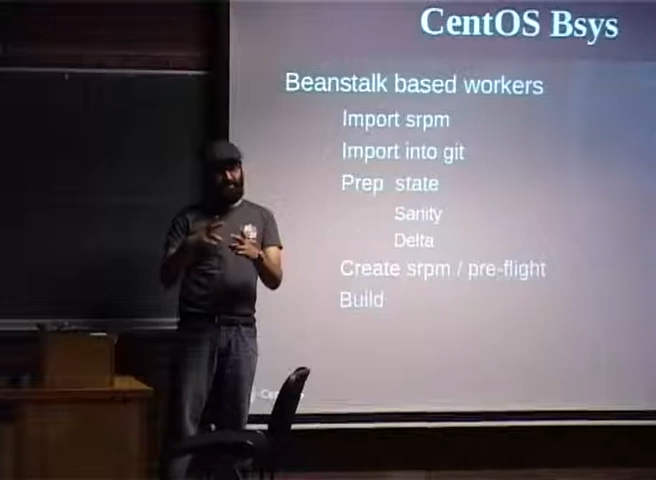 CentOS Bsys
Beanstalk based workers
Import srpm
Import into git
Prep state
Sanity
Delta
Create srpm / pre-flight
Build